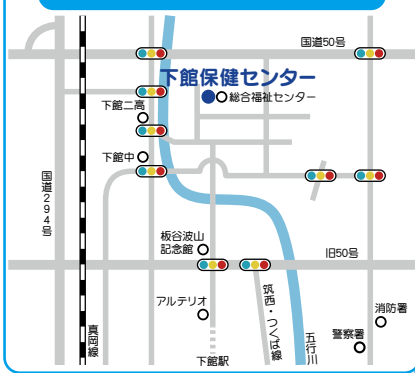 国道50号
下館保健センター
総合福祉センター
下館二高
下館中
国道294号
板谷波山
記念館
旧50号
アルテリオ
筑西・つくば線
消防署
警察署
真岡線
五行川
下館駅